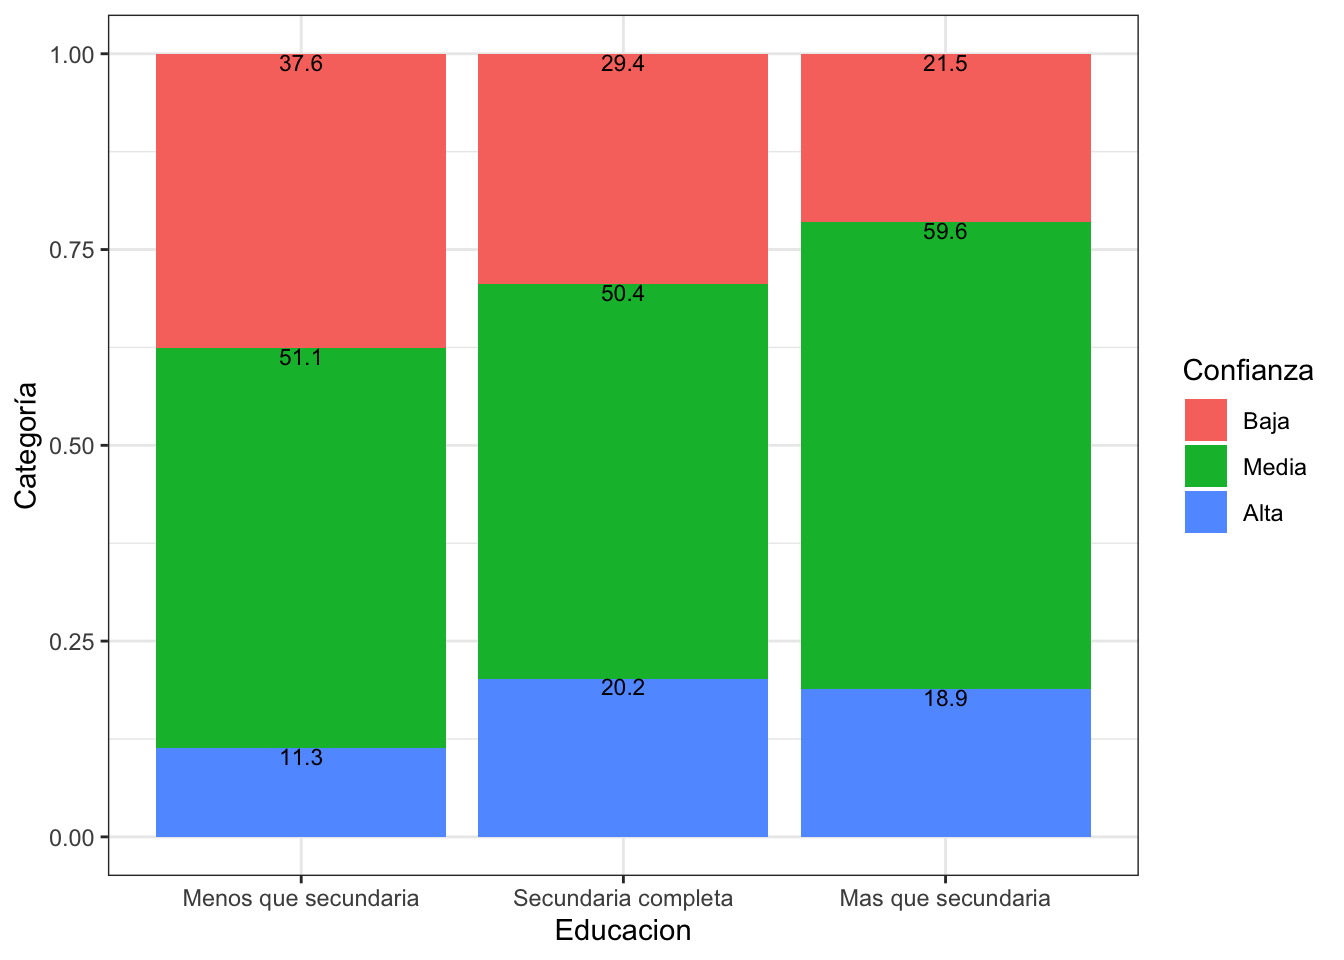 1.00
0.75
0.50
0.25
0.00
Categoría
37.6
29.4
21.5
51.1
50.4
59.6
11.3
20.2
18.9
Menos que secundaria
Secundaria completa
Mas que secundaria
Educacion
Confianza
Baja
Media
Alta